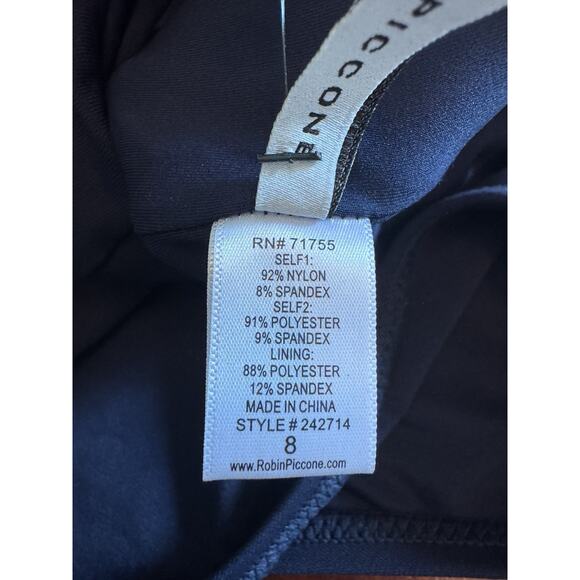 PICCONE
RN# 71755
SELF1:
92% NYLON
8% SPANDEX
SELF2:
91% POLYESTER
9% SPANDEX
LINING:
88% POLYESTER
12% SPANDEX
MADE IN CHINA
STYLE # 242714
8
www.RobinPiccone.com